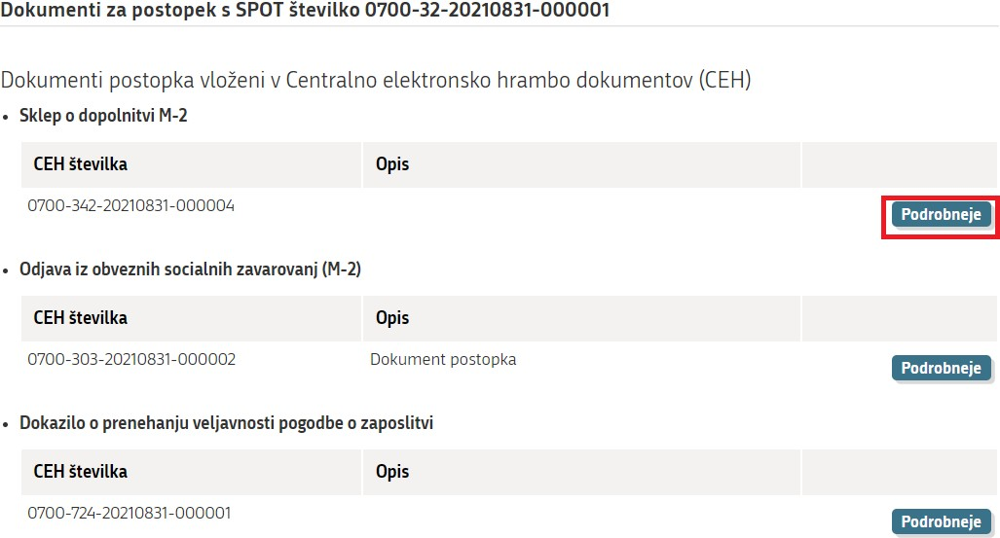 Dokumenti za postopek s SPOT številko 0700-32-20210831-000001
Dokumenti postopka vloženi v Centralno elektronsko hrambo dokumentov (CEH)
• Sklep o dopolnitvi M-2
CEH številka Opis
0700-342-20210831-000004 Podrobneje
• Odjava iz obveznih socialnih zavarovanj (M-2)
CEH številka Opis
0700-303-20210831-000002 Dokument postopka Podrobneje
• Dokazilo o prenehanju veljavnosti pogodbe o zaposlitvi
CEH številka Opis
0700-724-20210831-000001 Podrobneje